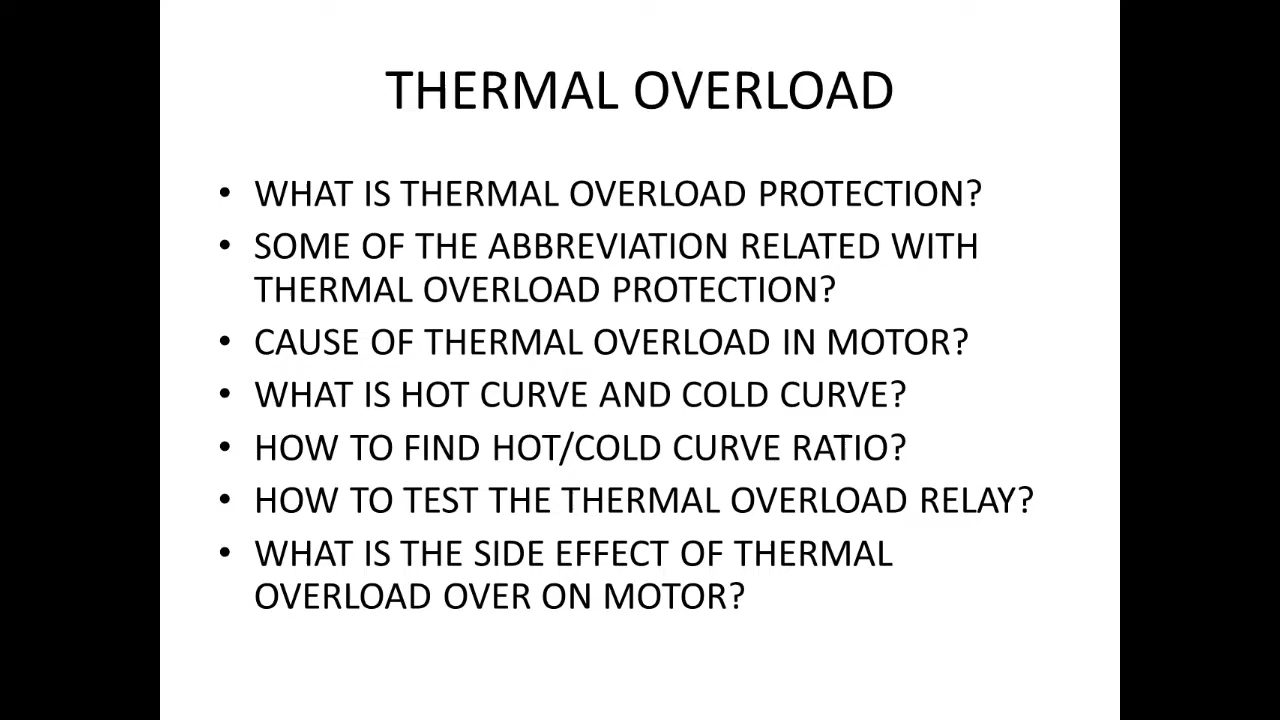 THERMAL OVERLOAD
• WHAT IS THERMAL OVERLOAD PROTECTION?
• SOME OF THE ABBREVIATION RELATED WITH
THERMAL OVERLOAD PROTECTION?
• CAUSE OF THERMAL OVERLOAD IN MOTOR?
• WHAT IS HOT CURVE AND COLD CURVE?
• HOW TO FIND HOT/COLD CURVE RATIO?
• HOW TO TEST THE THERMAL OVERLOAD RELAY?
• WHAT IS THE SIDE EFFECT OF THERMAL
OVERLOAD OVER ON MOTOR?